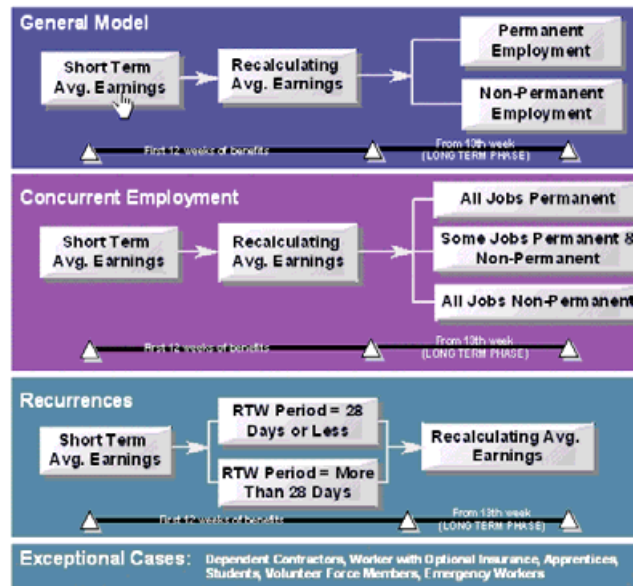 General Model
Short Term
Avg. Earnings
Recalculating
Avg. Earnings
Permanent
Employment
Non-Permanent
Employment
First 12 weeks of benefits
From 13th week
(LONG TERM PHASE)
Concurrent Employment
Short Term
Avg. Earnings
Recalculating
Avg. Earnings
All Jobs Permanent
Some Jobs Permanent &
Non-Permanent
All Jobs Non-Permanent
First 12 weeks of benefits
From 13th week
(LONG TERM PHASE)
Recurrences
Short Term
Avg. Earnings
RTW Period = 28
Days or Less
RTW Period = More
Than 28 Days
Recalculating Avg.
Earnings
First 12 weeks of benefits
From 13th week
(LONG TERM PHASE)
Exceptional Cases: Dependent Contractors, Worker with Optional Insurance, Apprentices,
Students, Volunteer Force Members, Emergency Workers